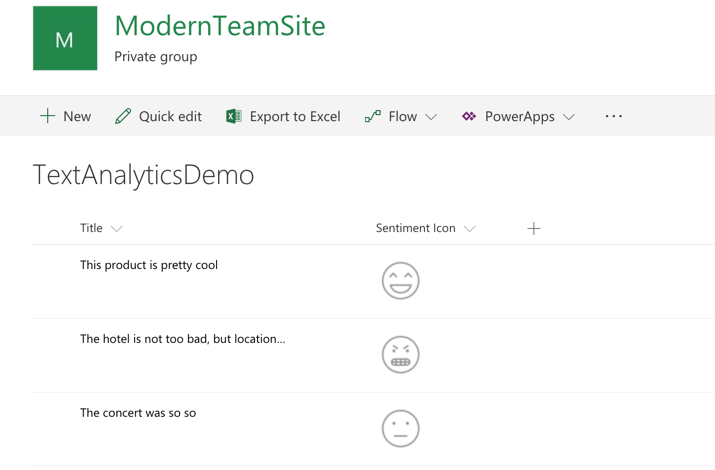 M
ModernTeamSite
Private group
New Quick edit Export to Excel Flow PowerApps ...
TextAnalyticsDemo
Title Sentiment Icon
This product is pretty cool
The hotel is not too bad, but location...
The concert was so so